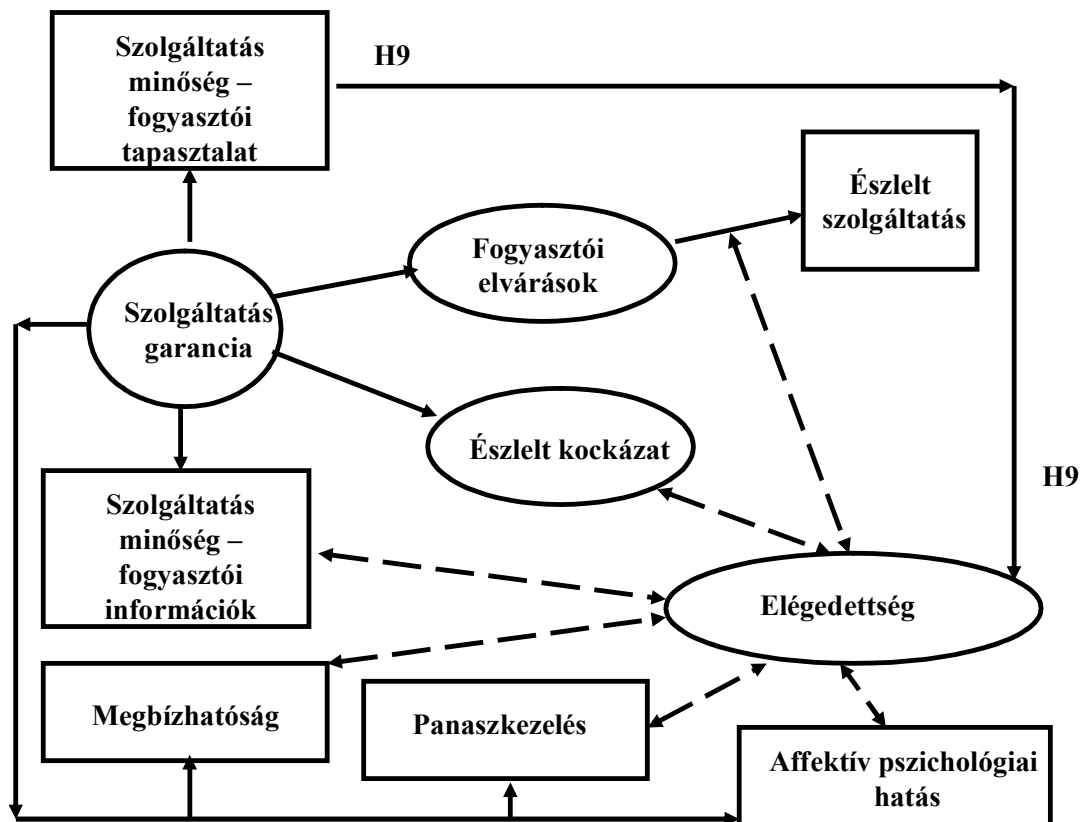 Szolgáltatás
minőség –
fogyasztói
tapasztalat
H9
Észlelt
szolgáltatás
Fogyasztói
elvárások
Szolgáltatás
garancia
Észlelt kockázat
H9
Szolgáltatás
minőség –
fogyasztói
információk
Elégedettség
Megbízhatóság
Panaszkezelés
Affektív pszichológiai
hatás